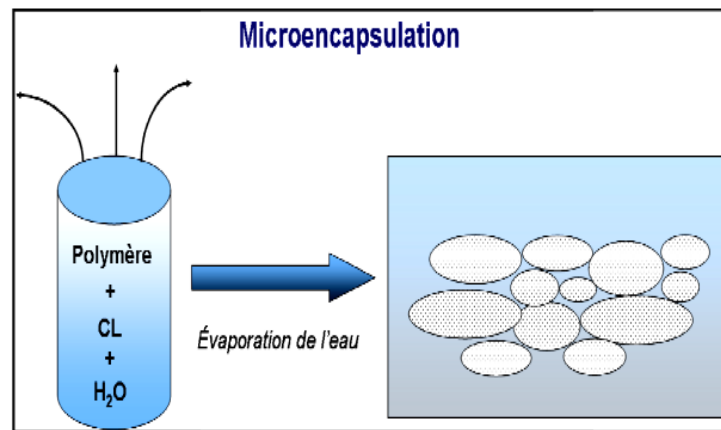 Microencapsulation
Polymère
+
CL
+
H₂O
Évaporation de l'eau